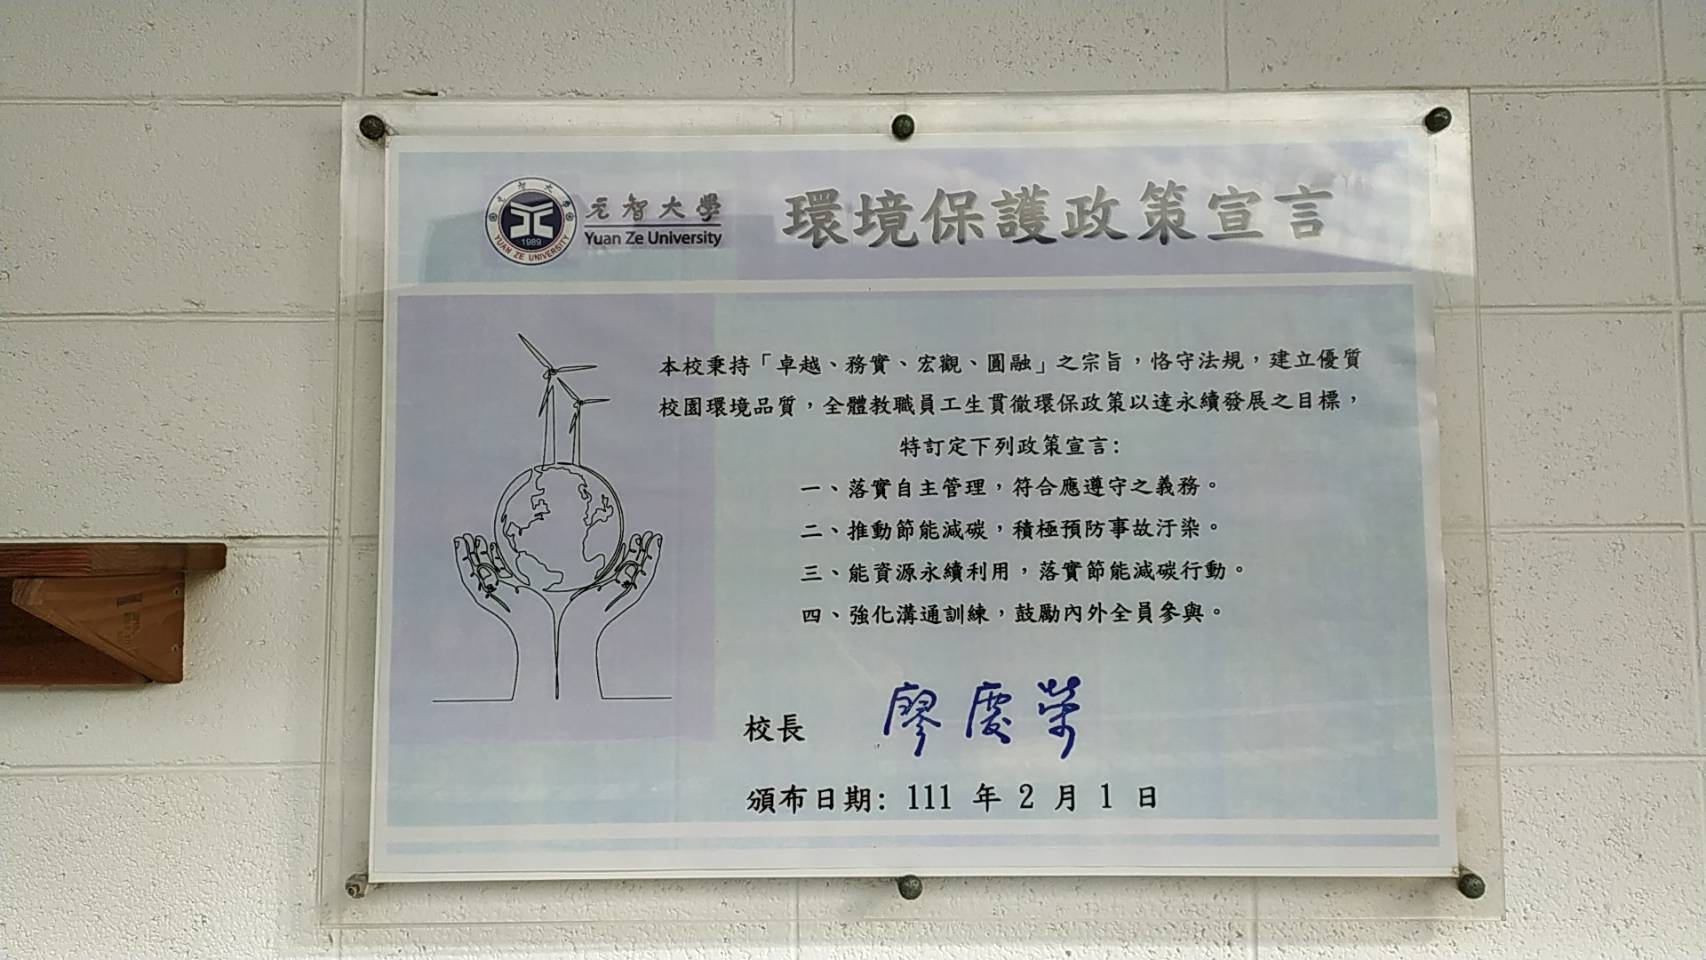 元智大學
Yuan Ze University
1989
YUAN ZE UNIVERSITY
環境保護政策宣言
本校秉持「卓越、務實、宏觀、圓融」之宗旨，恪守法規，建立優質
校園環境品質，全體教職員工生貫徹環保政策以達永續發展之目標，
特訂定下列政策宣言：
一、落實自主管理，符合應遵守之義務。
二、推動節能減碳，積極預防事故汙染。
三、能資源永續利用，落實節能減碳行動。
四、強化溝通訓練，鼓勵內外全員參與。
校長 廖慶榮
頒布日期: 111 年 2 月 1 日